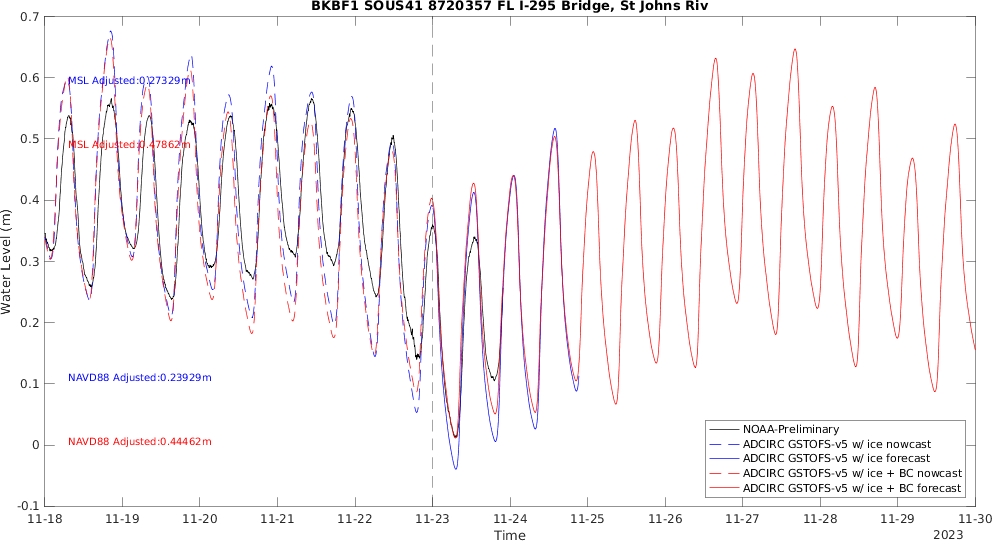 BKBF1 SOUS41 8720357 FL I-295 Bridge, St Johns Riv
0.7
0.6
0.5
0.4
0.3
0.2
0.1
0
-0.1
Water Level (m)
MSL Adjusted:0.27329m
MSL Adjusted:0.47862m
NAVD88 Adjusted:0.23929m
NAVD88 Adjusted:0.44462m
NOAA-Preliminary
ADCIRC GSTOFS-v5 w/ ice nowcast
ADCIRC GSTOFS-v5 w/ ice forecast
ADCIRC GSTOFS-v5 w/ ice + BC nowcast
ADCIRC GSTOFS-v5 w/ ice + BC forecast
11-18 11-19 11-20 11-21 11-22 11-23 11-24 11-25 11-26 11-27 11-28 11-29 11-30
Time
2023